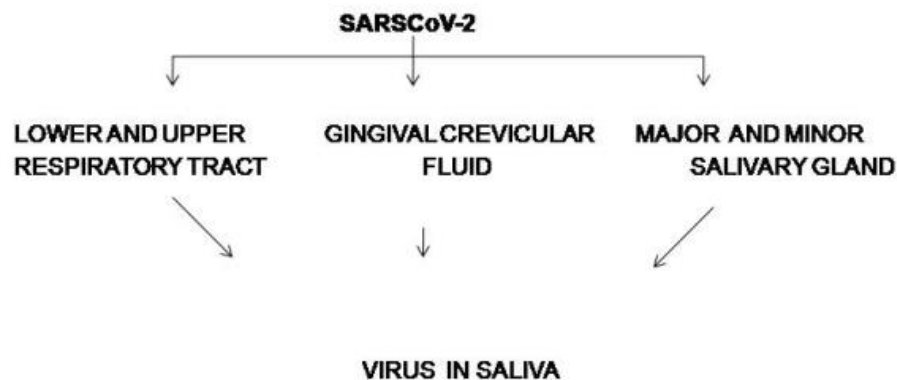 SARSCoV-2
LOWER AND UPPER
RESPIRATORY TRACT
GINGIVAL CREVICULAR
FLUID
MAJOR AND MINOR
SALIVARY GLAND
VIRUS IN SALIVA